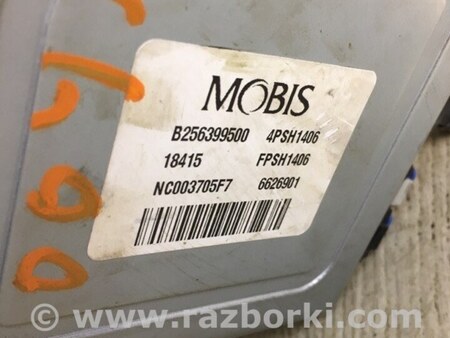 MOBIS
B256399500 4PSH1406
18415 FPSH1406
NC003705F7 6626901
www.razborki.com